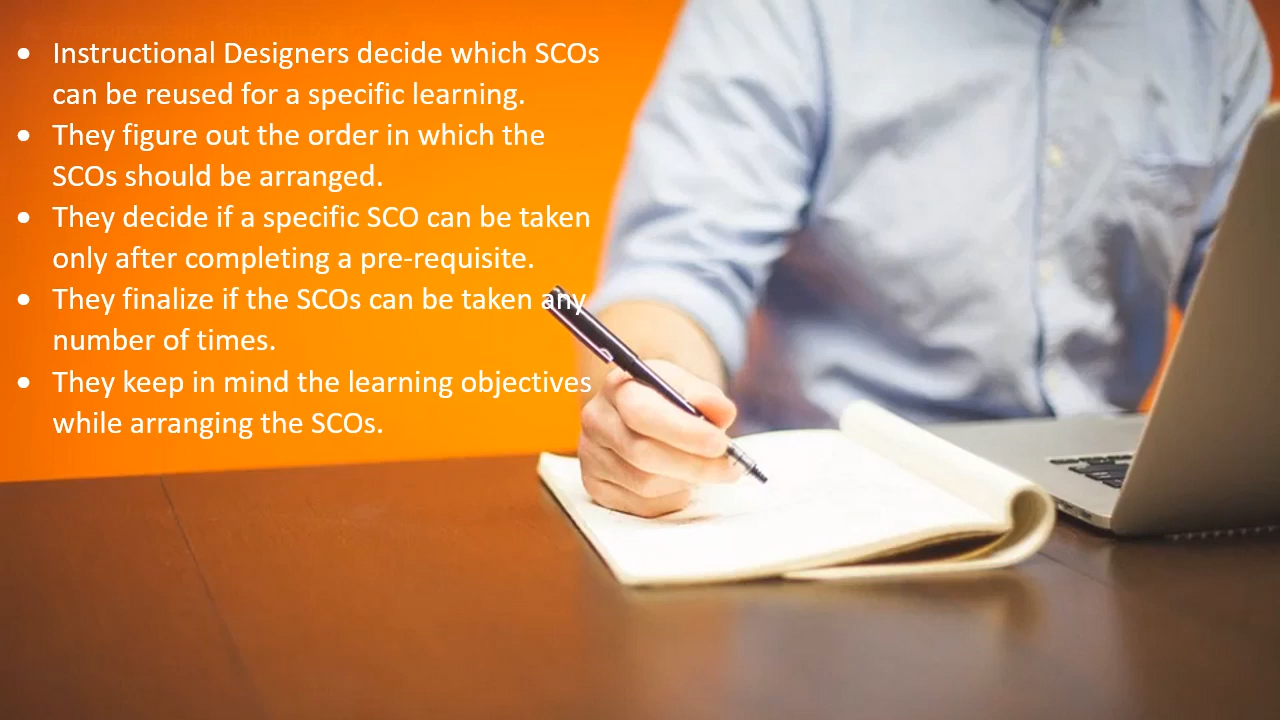 • Instructional Designers decide which SCOs
can be reused for a specific learning.
• They figure out the order in which the
SCOs should be arranged.
• They decide if a specific SCO can be taken
only after completing a pre-requisite.
• They finalize if the SCOs can be taken any
number of times.
• They keep in mind the learning objectives
while arranging the SCOs.